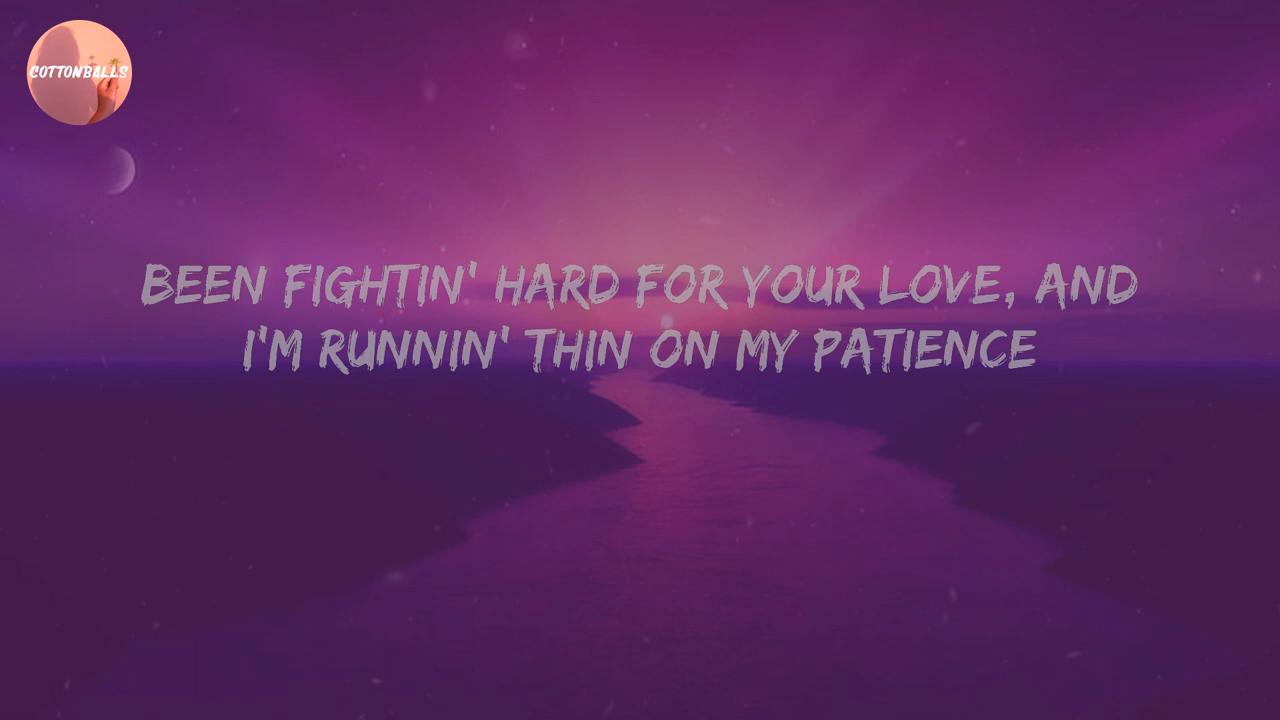 COTTONBALLS
BEEN FIGHTIN' HARD FOR YOUR LOVE, AND
I'M RUNNIN' THIN ON MY PATIENCE